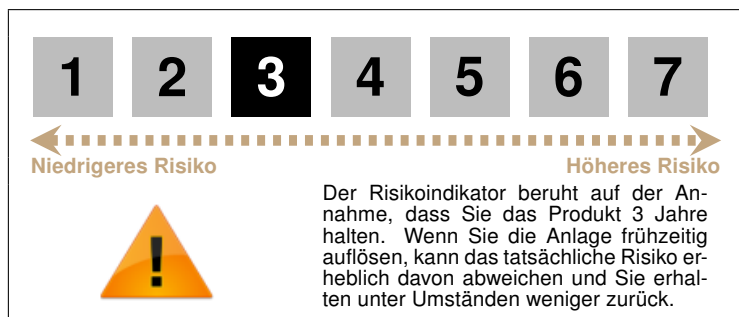 1 2 3 4 5 6 7
Niedrigeres Risiko Höheres Risiko
Der Risikoindikator beruht auf der An-
nahme, dass Sie das Produkt 3 Jahre
halten. Wenn Sie die Anlage frühzeitig
auflösen, kann das tatsächliche Risiko er-
heblich davon abweichen und Sie erhal-
ten unter Umständen weniger zurück.
!